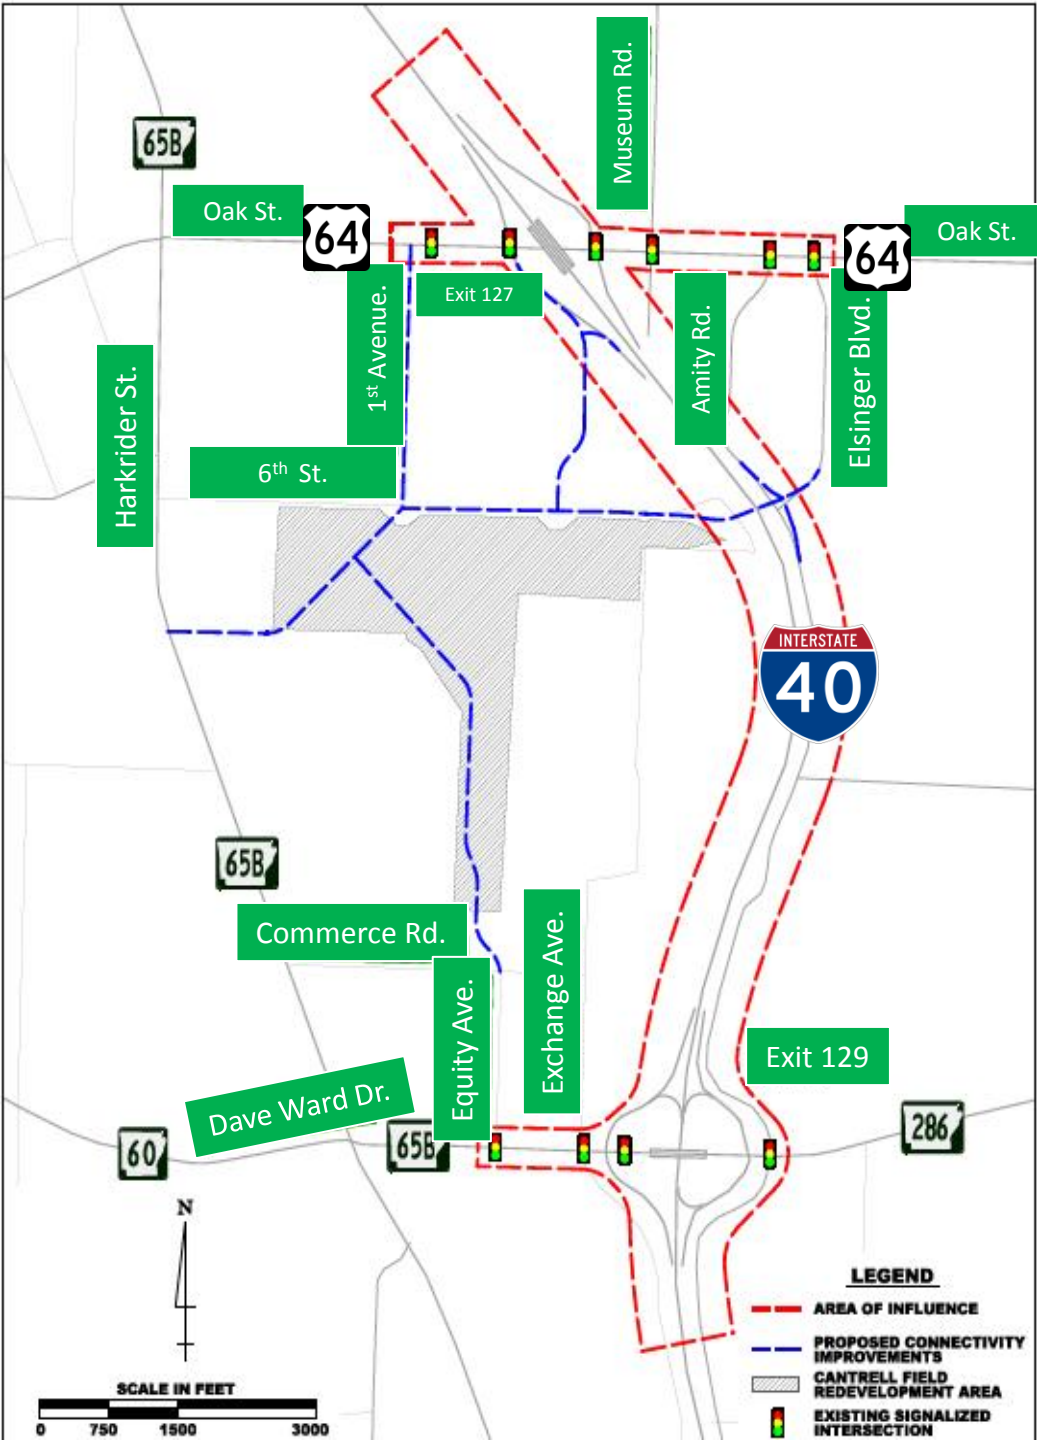 Museum Rd.
65B
Oak St.
64
64
Oak St.
1st Avenue.
Exit 127
Amity Rd.
Elsinger Blvd.
Harkrider St.
6th St.
INTERSTATE
40
65B
Commerce Rd.
Equity Ave.
Exchange Ave.
Exit 129
Dave Ward Dr.
60
65B
286
N
SCALE IN FEET
0 750 1500 3000
LEGEND
AREA OF INFLUENCE
PROPOSED CONNECTIVITY
IMPROVEMENTS
CANTRELL FIELD
REDEVELOPMENT AREA
EXISTING SIGNALIZED
INTERSECTION